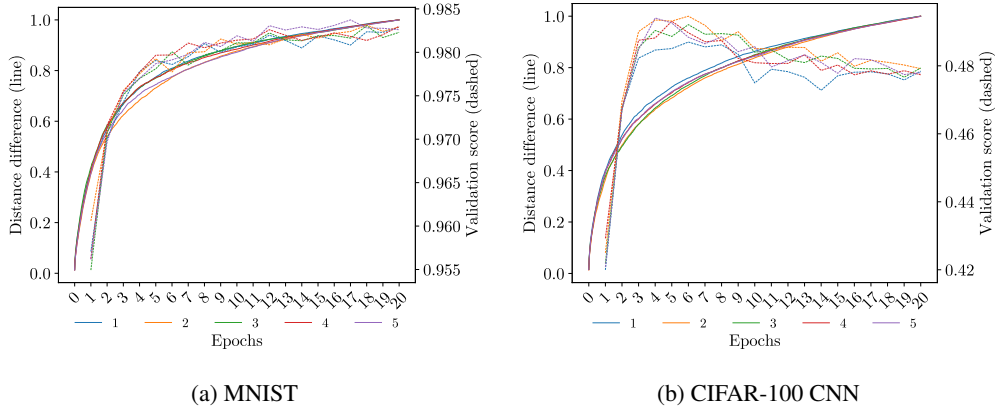 1.0
0.8
0.6
0.4
0.2
0.0
Distance difference (line)
0.985
0.980
0.975
0.970
0.965
0.960
0.955
Validation score (dashed)
0 1 2 3 4 5 6 7 8 9 10 11 12 13 14 15 16 17 18 19 20
1 2 3 4 5
Epochs
(a) MNIST
1.0
0.8
0.6
0.4
0.2
0.0
Distance difference (line)
0.48
0.46
0.44
0.42
Validation score (dashed)
0 1 2 3 4 5 6 7 8 9 10 11 12 13 14 15 16 17 18 19 20
1 2 3 4 5
Epochs
(b) CIFAR-100 CNN